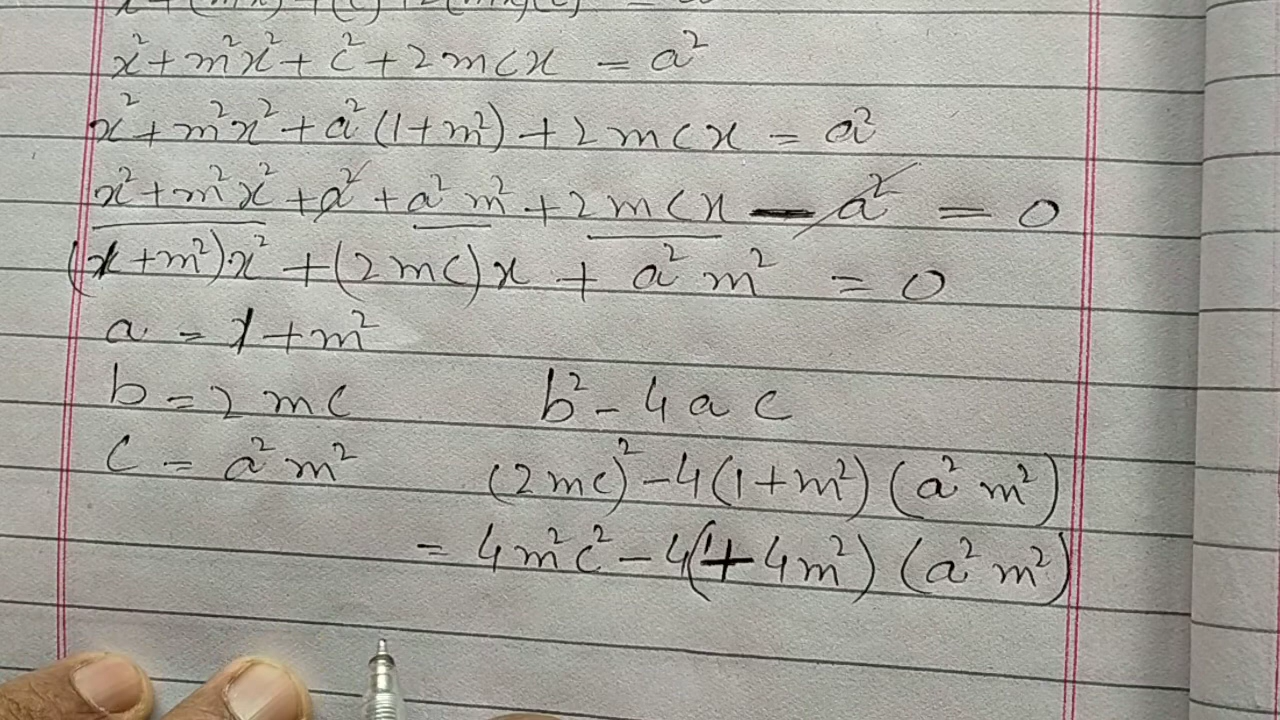 x²+m²x²+c²+2mcx = a²
x²+m²x²+a²(1+m²)+2mcx = a²
x²+m²x²+a²+a²m²+2mcx - a² = 0
(1+m²)x²+(2mc)x + a²m² = 0
a = 1+m²
b = 2mc b²-4ac
c = a²m² (2mc)²-4(1+m²)(a²m²)
= 4m²c²-4(1+4m²)(a²m²)